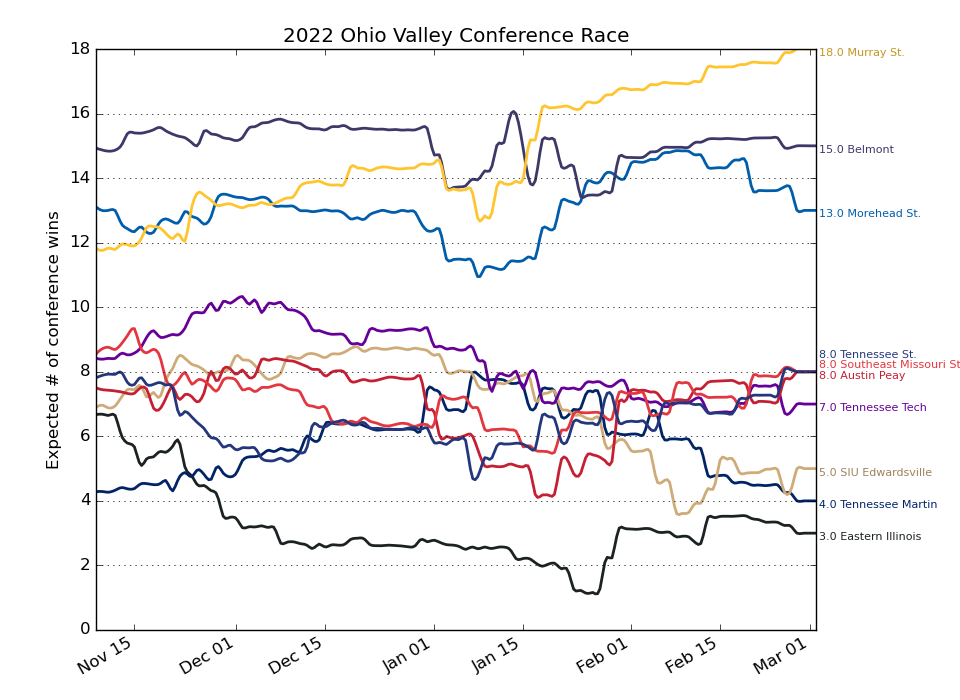 2022 Ohio Valley Conference Race
Expected # of conference wins
18
16
14
12
10
8
6
4
2
0
Nov 15
Dec 01
Dec 15
Jan 01
Jan 15
Feb 01
Feb 15
Mar 01
18.0 Murray St.
15.0 Belmont
13.0 Morehead St.
8.0 Tennessee St.
8.0 Southeast Missouri St
8.0 Austin Peay
7.0 Tennessee Tech
5.0 SIU Edwardsville
4.0 Tennessee Martin
3.0 Eastern Illinois